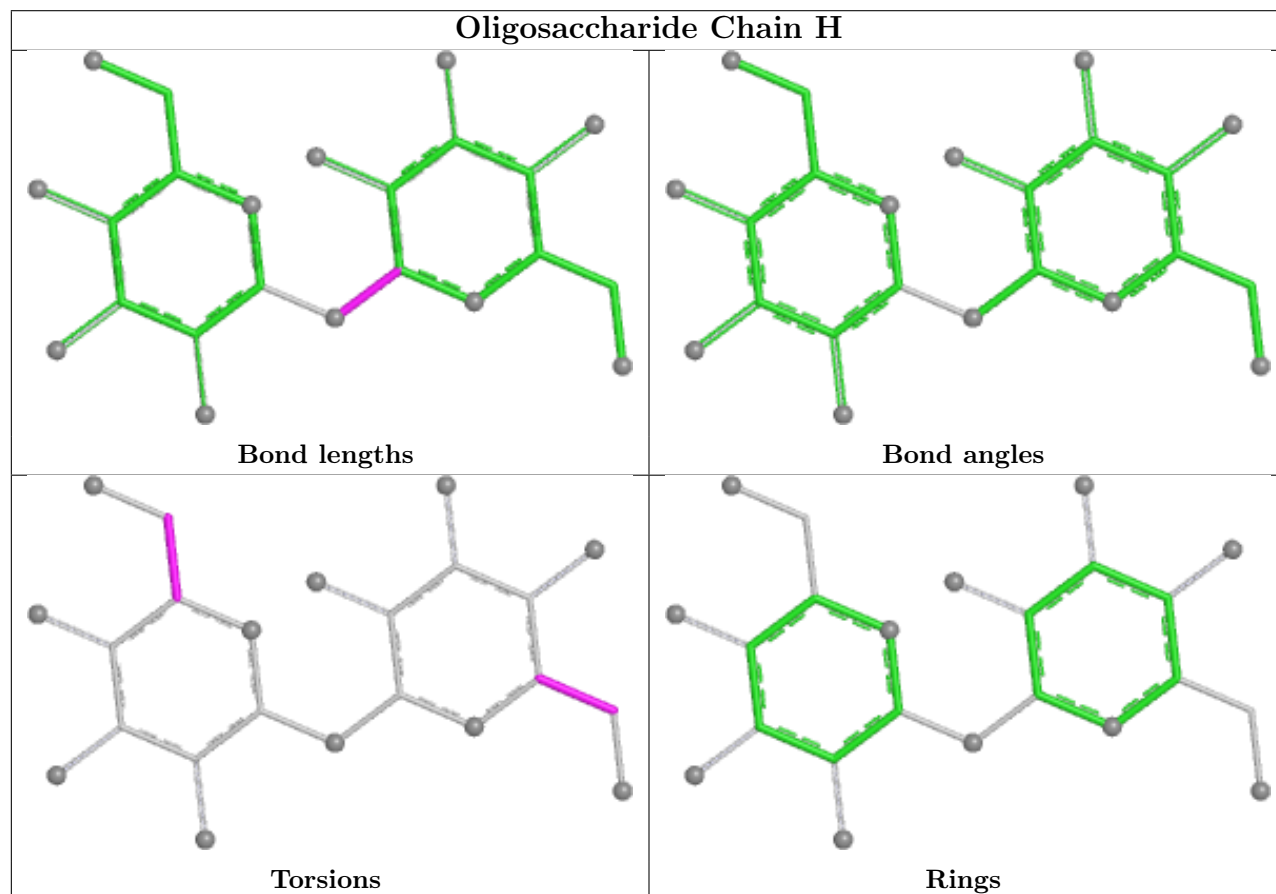 Oligosaccharide Chain H
Bond lengths
Bond angles
Torsions
Rings